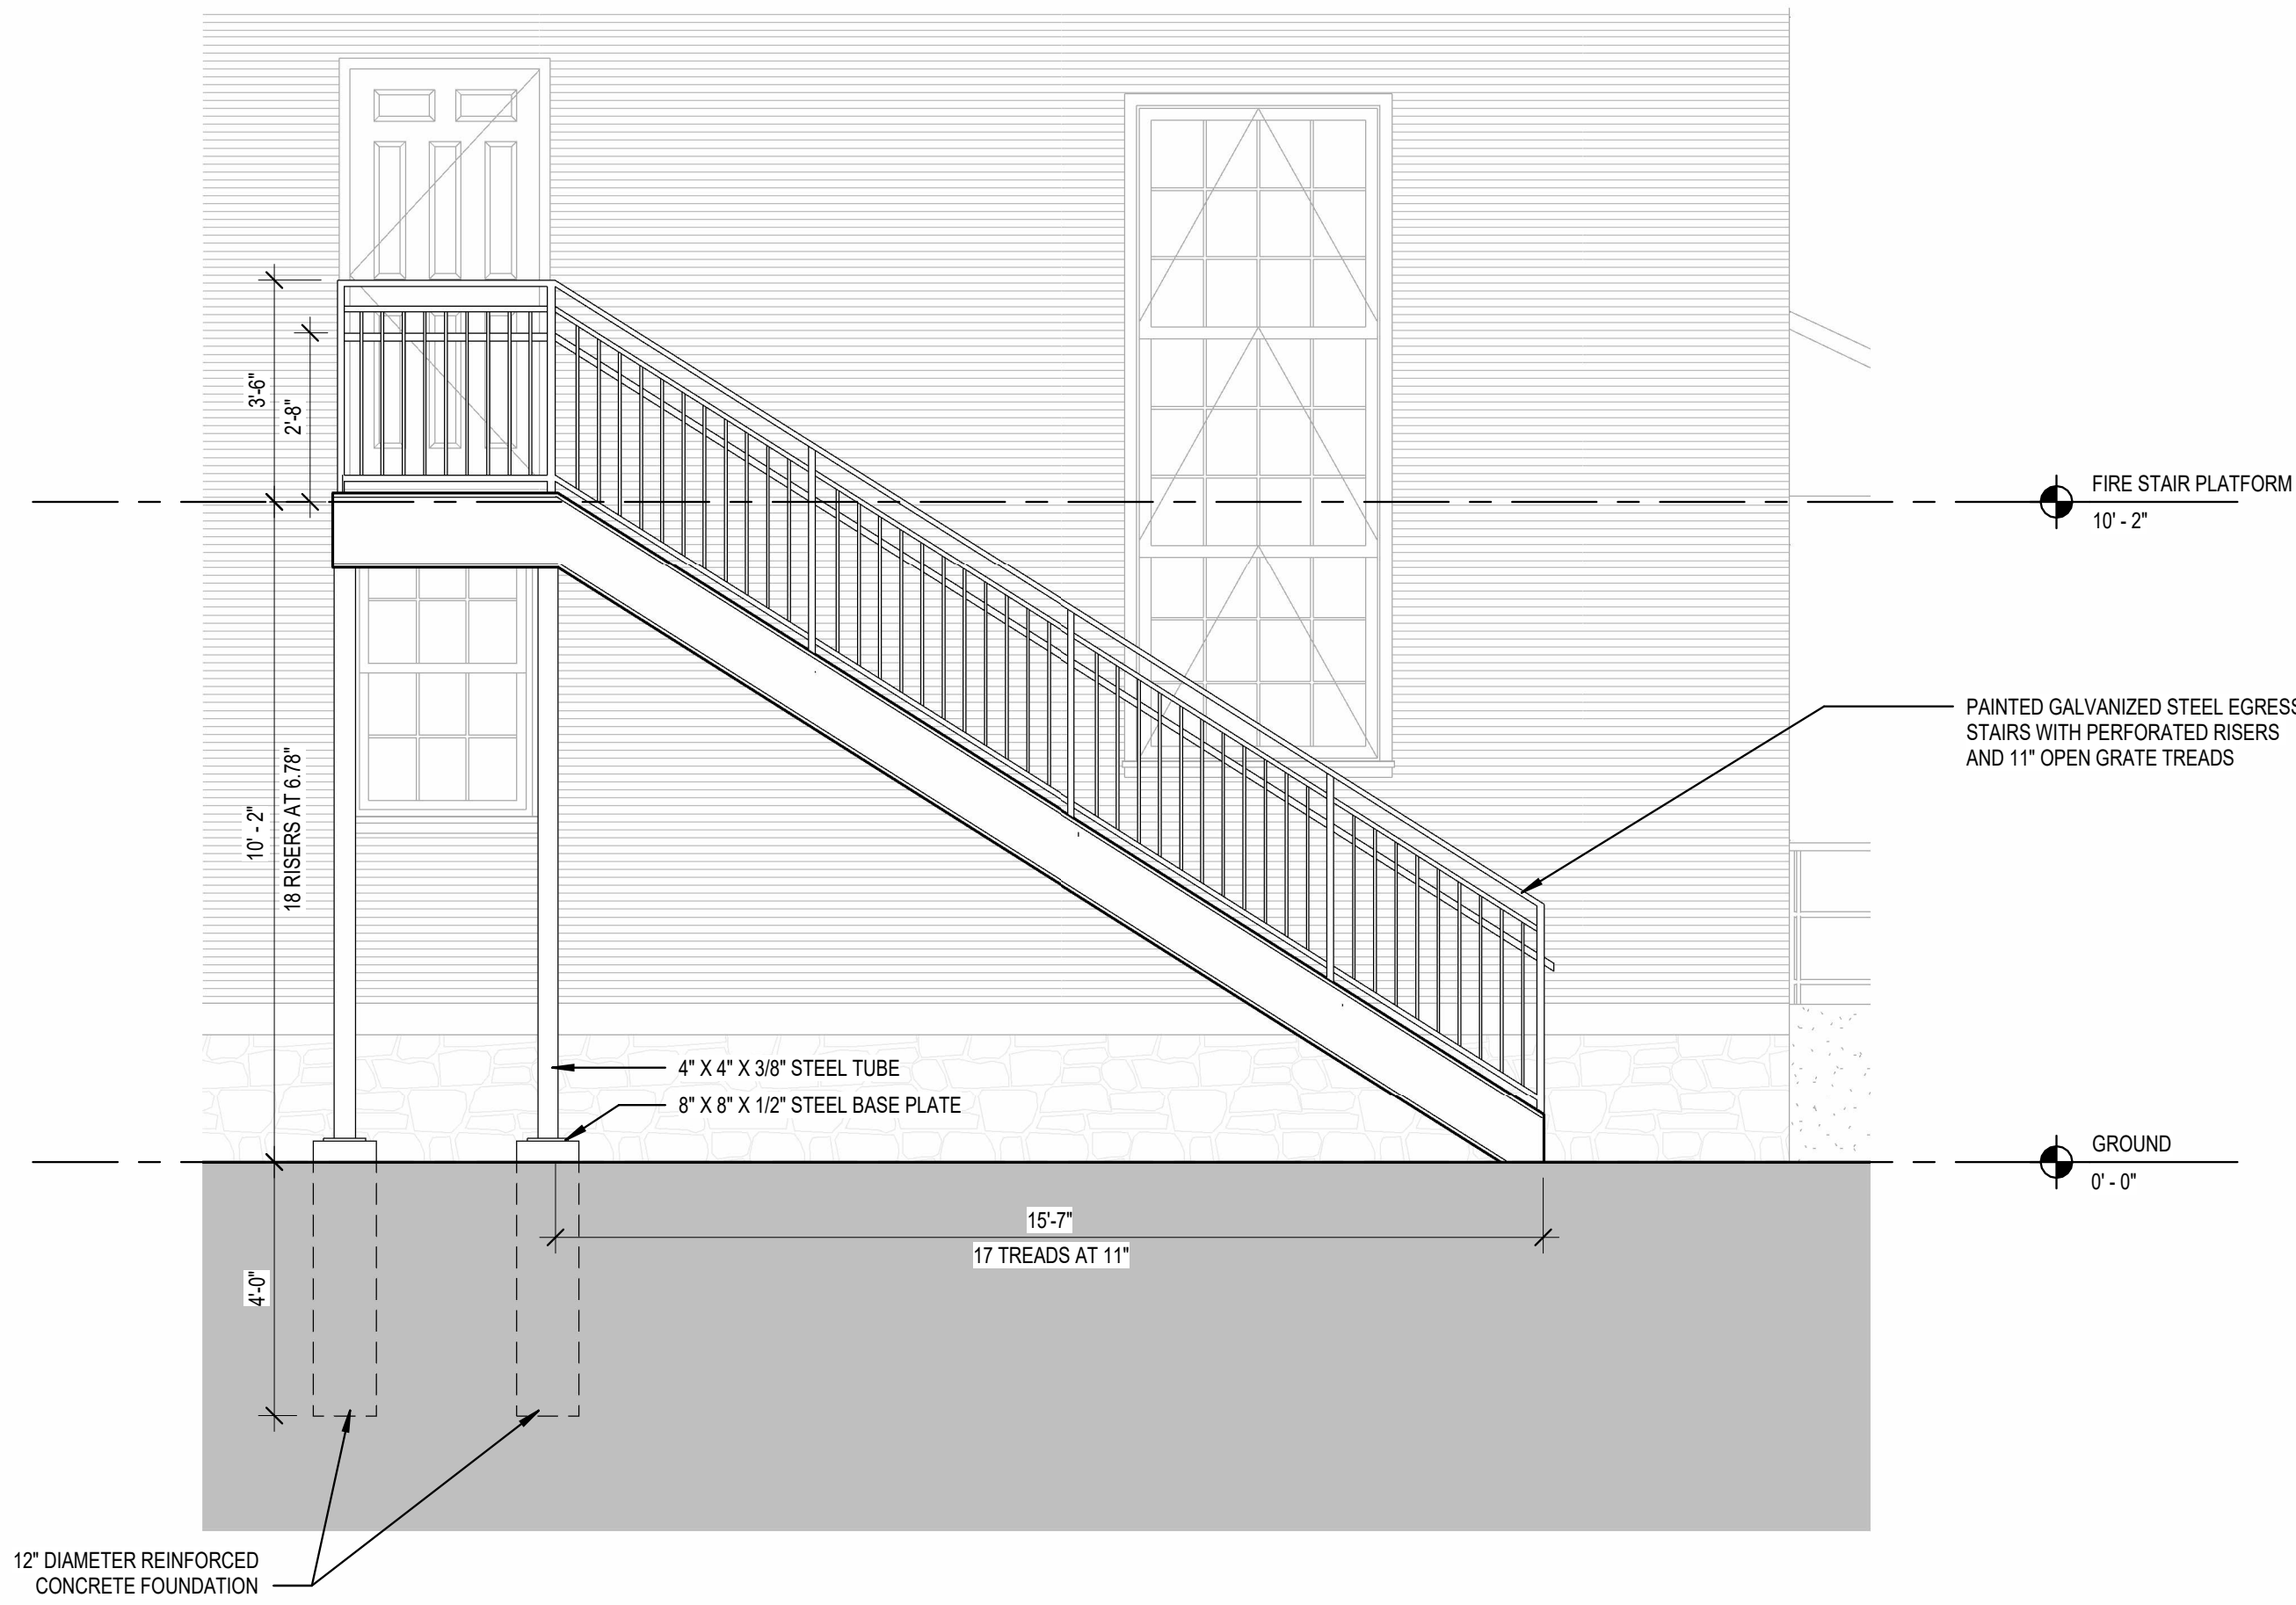 3'-6"
2'-8"
FIRE STAIR PLATFORM
10' - 2"
PAINTED GALVANIZED STEEL EGRESS
STAIRS WITH PERFORATED RISERS
AND 11" OPEN GRATE TREADS
10' - 2"
18 RISERS AT 6.78"
4" X 4" X 3/8" STEEL TUBE
8" X 8" X 1/2" STEEL BASE PLATE
GROUND
0' - 0"
15'-7"
17 TREADS AT 11"
4'-0"
12" DIAMETER REINFORCED
CONCRETE FOUNDATION